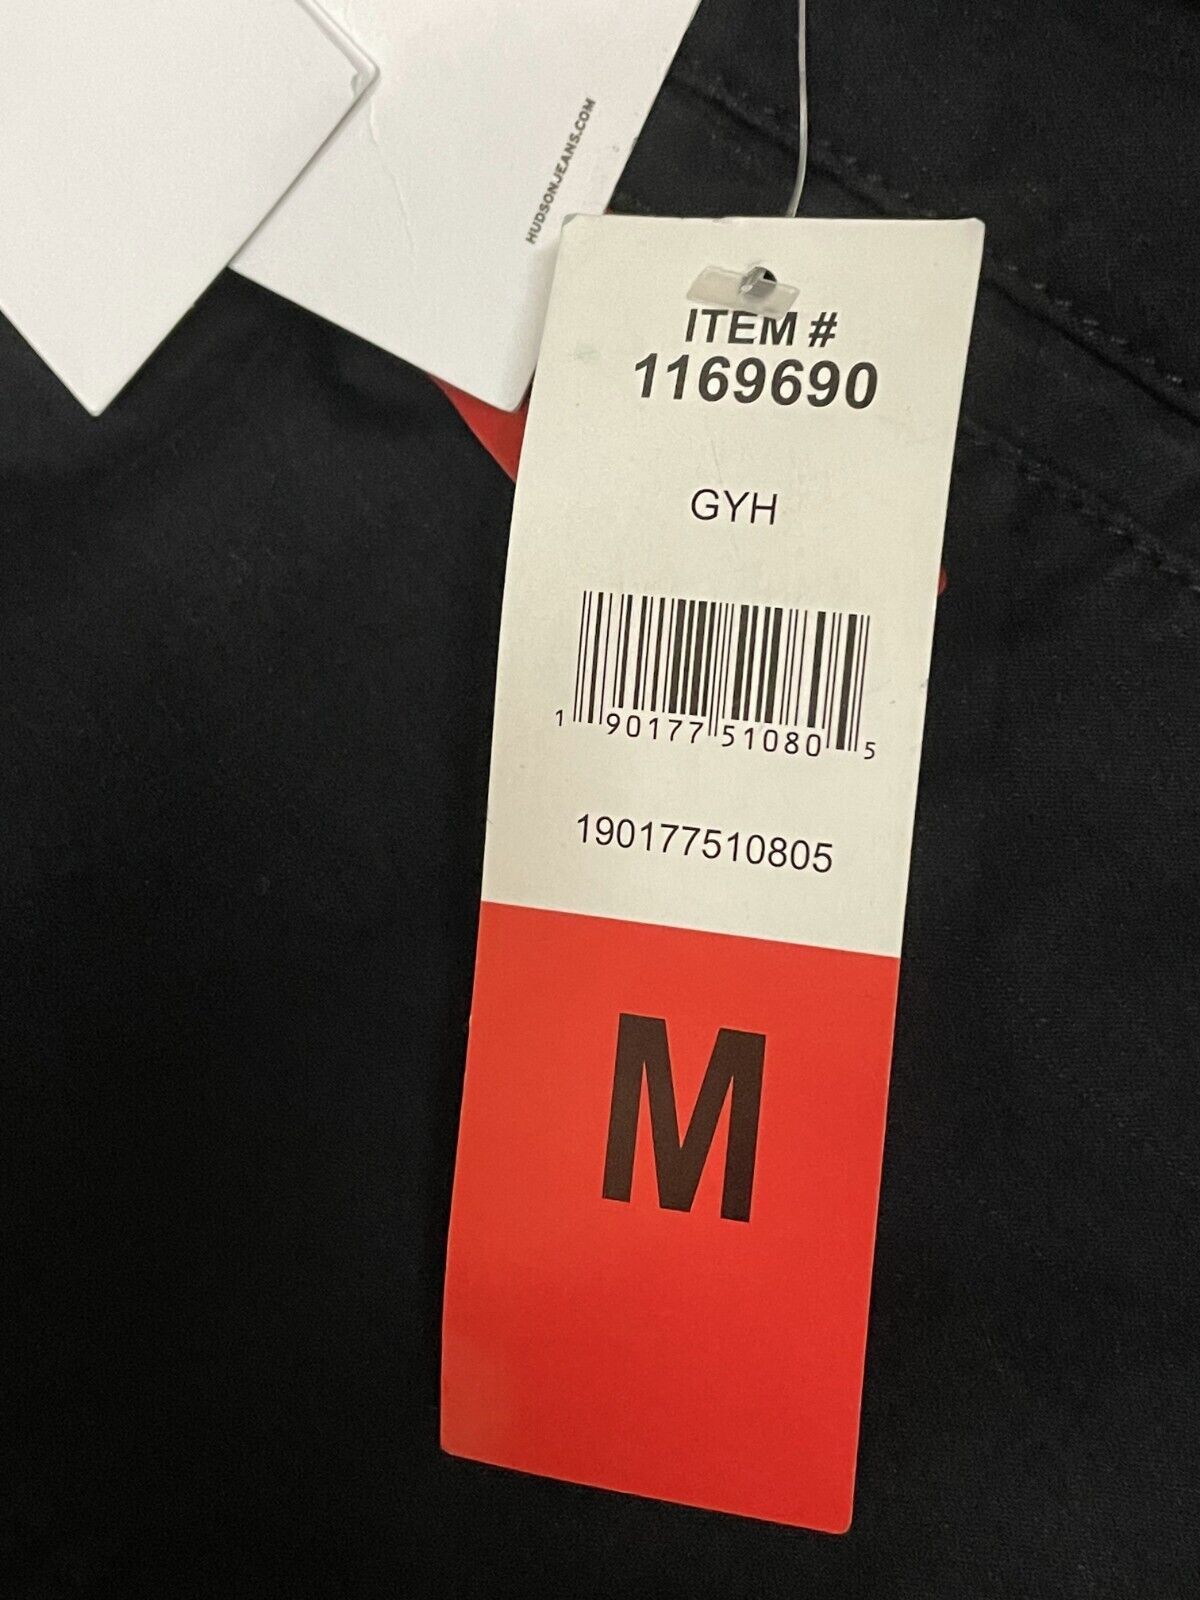 HUDSONJEANS.COM
ITEM #
1169690
GYH
1 90177 51080 5
190177510805
M